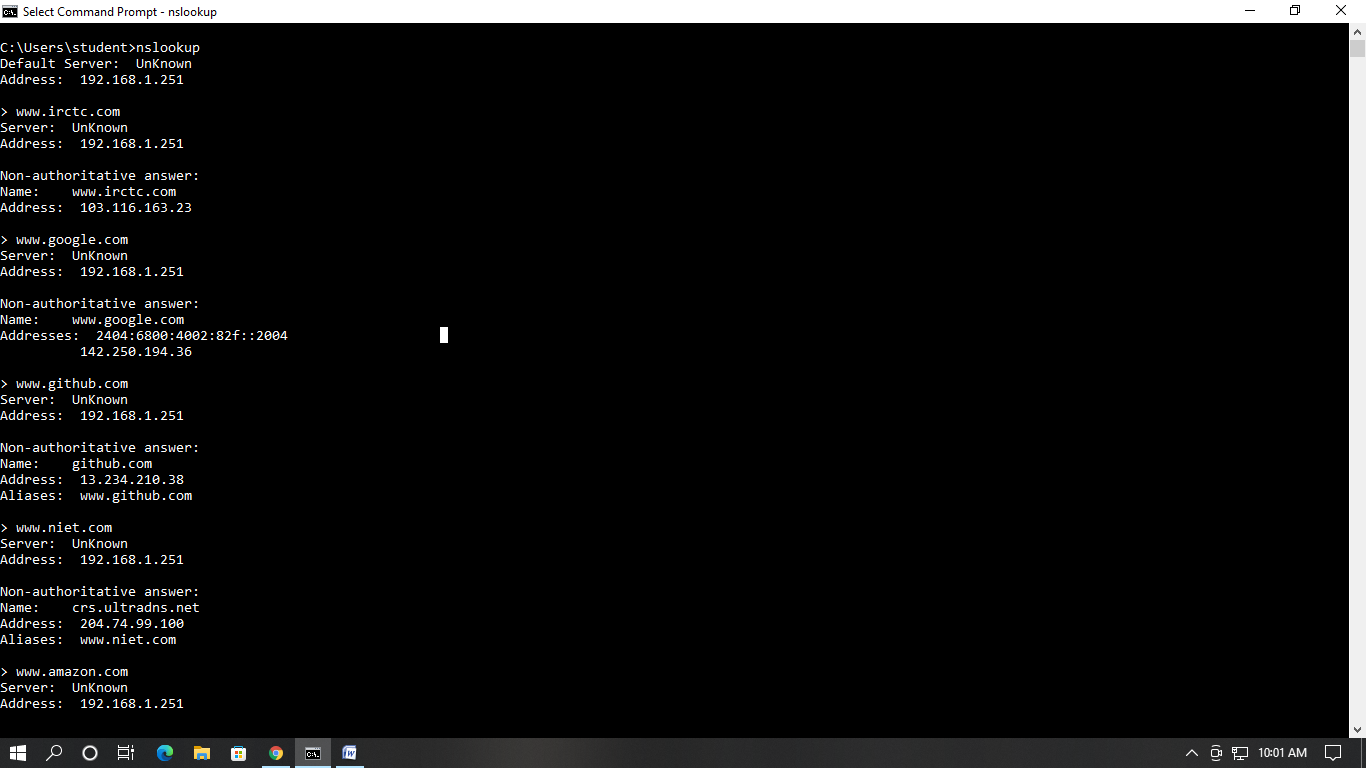 Select Command Prompt - nslookup
C:\Users\student>nslookup
Default Server:  UnKnown
Address:  192.168.1.251
> www.irctc.com
Server:  UnKnown
Address:  192.168.1.251
Non-authoritative answer:
Name:    www.irctc.com
Address:  103.116.163.23
> www.google.com
Server:  UnKnown
Address:  192.168.1.251
Non-authoritative answer:
Name:    www.google.com
Addresses:  2404:6800:4002:82f::2004
          142.250.194.36
> www.github.com
Server:  UnKnown
Address:  192.168.1.251
Non-authoritative answer:
Name:    github.com
Address:  13.234.210.38
Aliases:  www.github.com
> www.niet.com
Server:  UnKnown
Address:  192.168.1.251
Non-authoritative answer:
Name:    crs.ultradns.net
Address:  204.74.99.100
Aliases:  www.niet.com
> www.amazon.com
Server:  UnKnown
Address:  192.168.1.251
10:01 AM